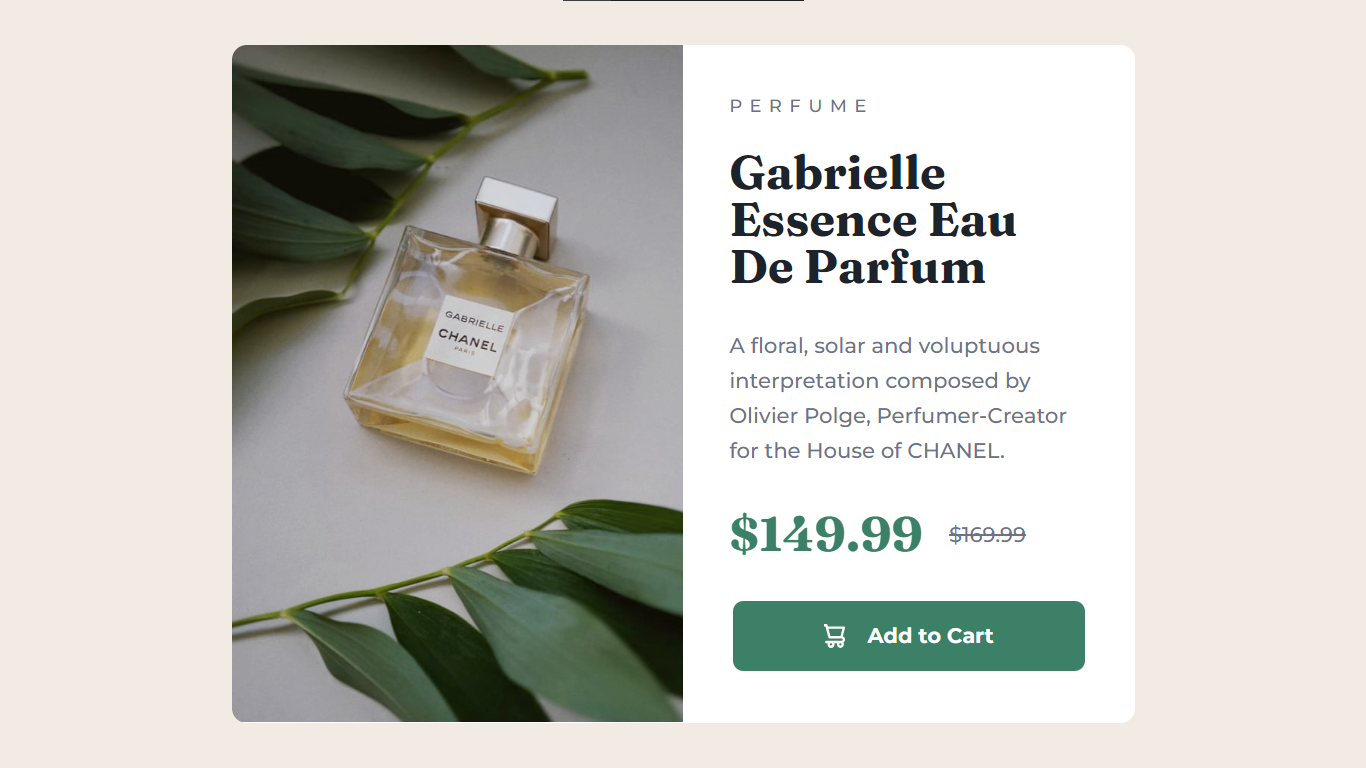 PERFUME
Gabrielle
Essence Eau
De Parfum
A floral, solar and voluptuous
interpretation composed by
Olivier Polge, Perfumer-Creator
for the House of CHANEL.
$149.99 $169.99
Add to Cart
GABRIELLE
CHANEL
PARIS